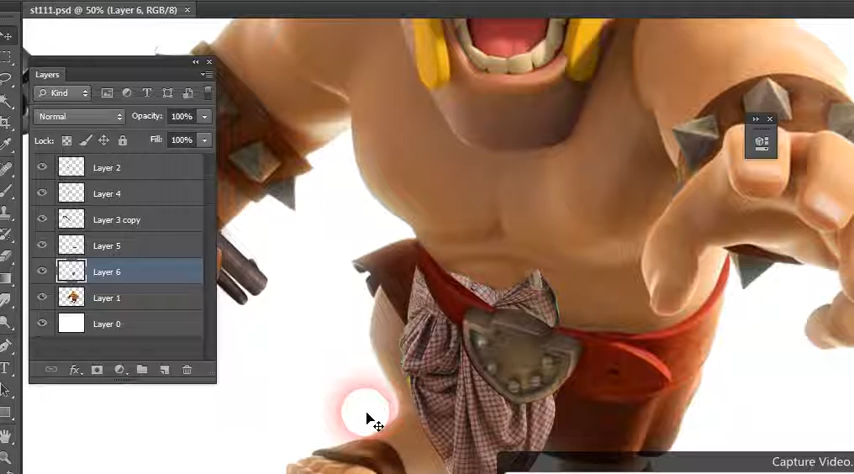 st111.psd @ 50% (Layer 6, RGB/8) ×
Layers
Kind
Normal Opacity: 100%
Lock: Fill: 100%
Layer 2
Layer 4
Layer 3 copy
Layer 5
Layer 6
Layer 1
Layer 0
Capture Video.